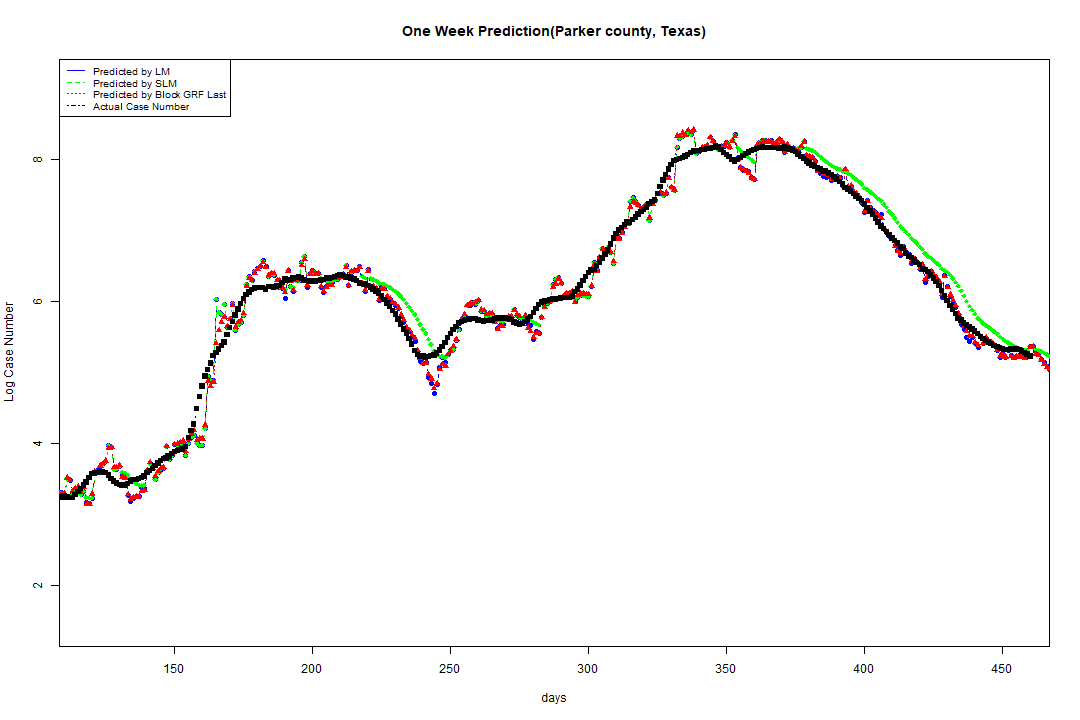 One Week Prediction(Parker county, Texas)
Predicted by LM
Predicted by SLM
Predicted by Block GRF Last
Actual Case Number
8
6
4
2
Log Case Number
150 200 250 300 350 400 450
days